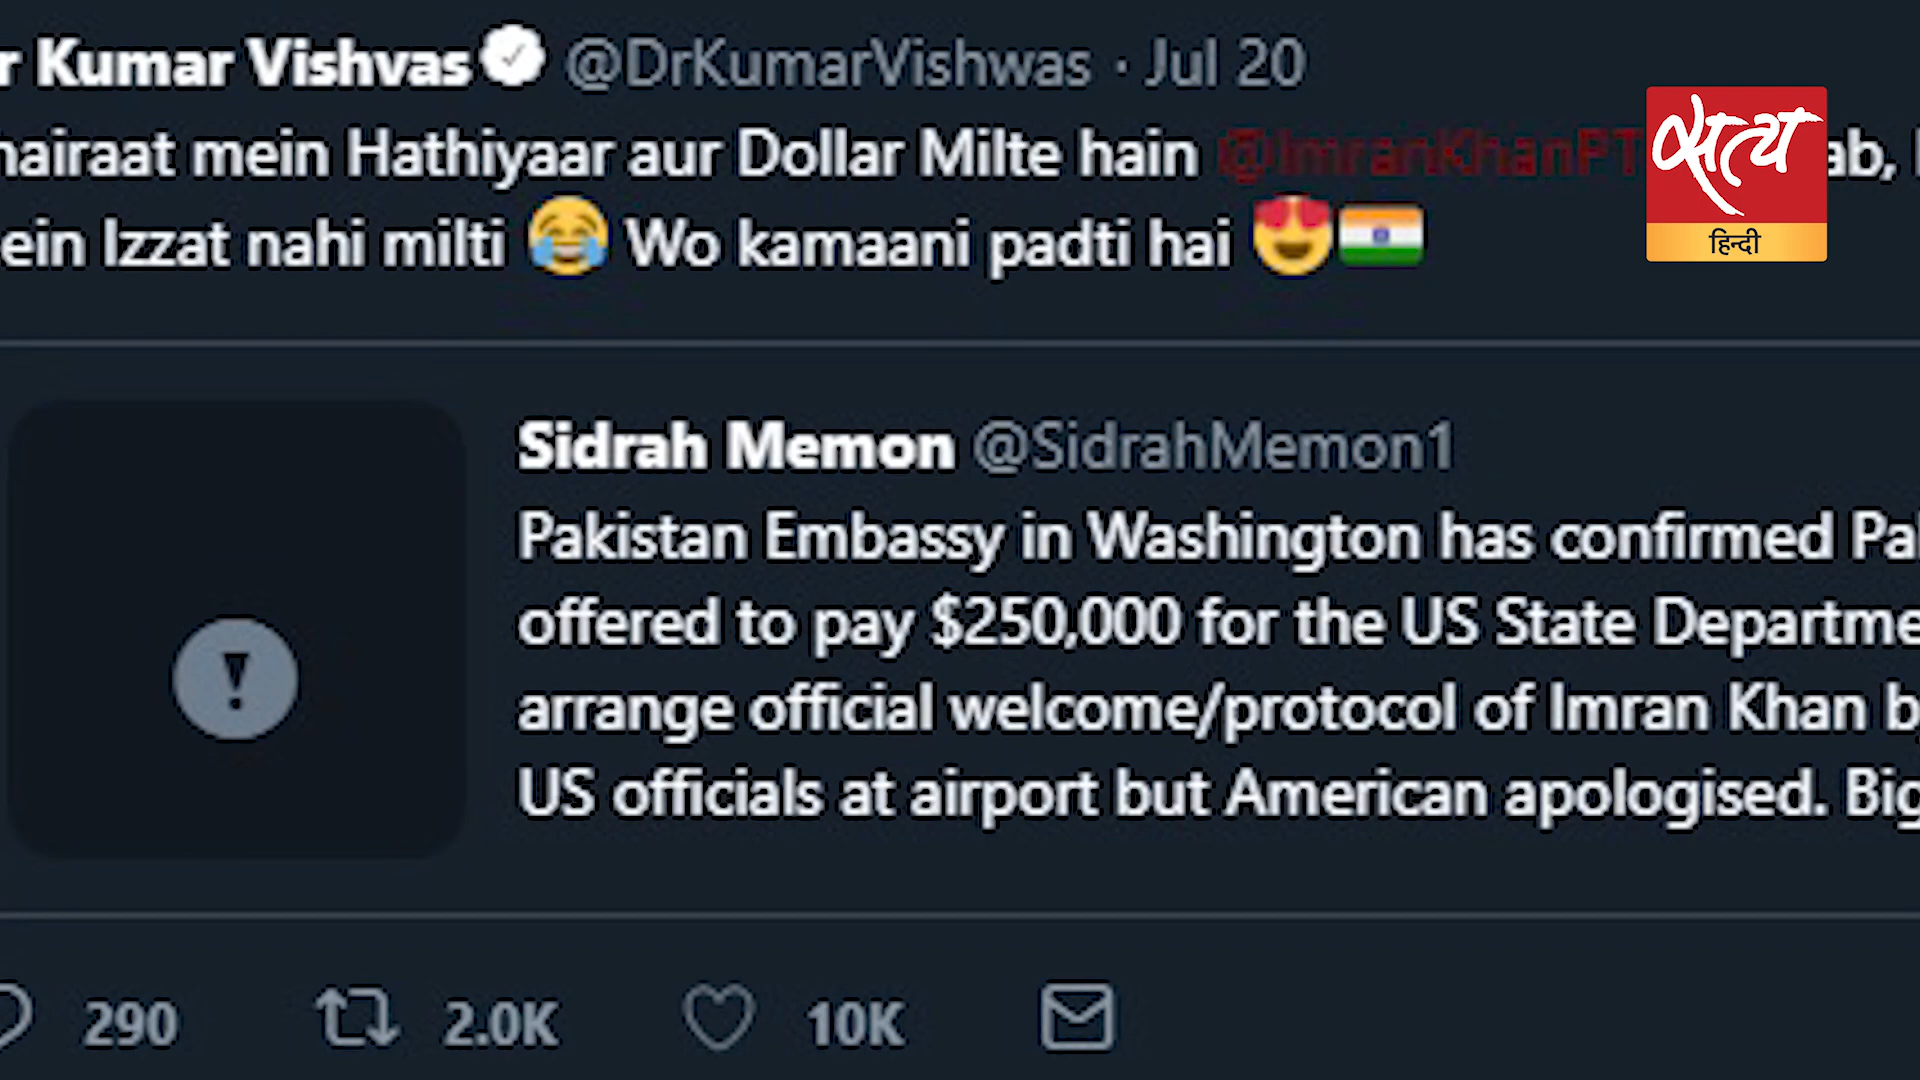 r Kumar Vishvas @DrKumarVishwas · Jul 20
hairaat mein Hathiyaar aur Dollar Milte hain @ImranKhanPT ab,
ein Izzat nahi milti 😂 Wo kamaani padti hai 😍🇮🇳
सत्य
हिन्दी
Sidrah Memon @SidrahMemon1
Pakistan Embassy in Washington has confirmed Pa
offered to pay $250,000 for the US State Departme
arrange official welcome/protocol of Imran Khan b
US officials at airport but American apologised. Big
290 2.0K 10K